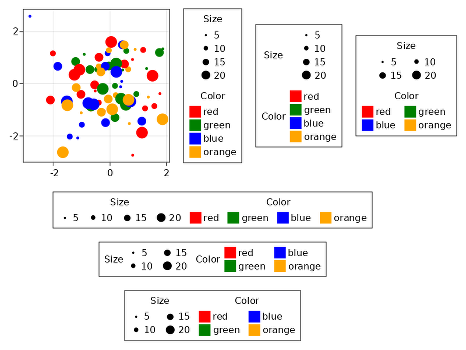 2
0
-2
-2 0 2
Size
5
10
15
20
Color
red
green
blue
orange
Size
5
10
15
20
Color
red
green
blue
orange
Size
5 10
15 20
Color
red green
blue orange
Size Color
5 10 15 20 red green blue orange
Size 5 15 Color red blue
10 20 green orange
Size Color
5 15 red blue
10 20 green orange